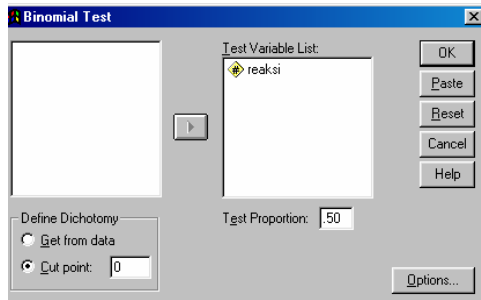 Binomial Test
Test Variable List:
reaksi
OK
Paste
Reset
Cancel
Help
Define Dichotomy
Get from data
Cut point: 0
Test Proportion: .50
Options...